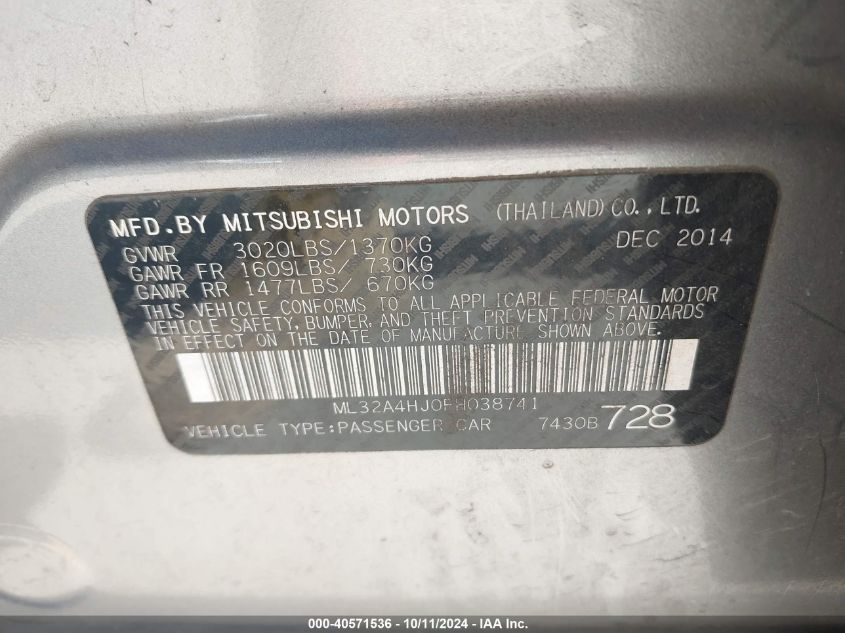 MFD.BY MITSUBISHI MOTORS (THAILAND)CO.,LTD.
GVWR 3020LBS/1370KG DEC 2014
GAWR FR 1609LBS/ 730KG
GAWR RR 1477LBS/ 670KG
THIS VEHICLE CONFORMS TO ALL APPLICABLE FEDERAL MOTOR
VEHICLE SAFETY, BUMPER, AND THEFT PREVENTION STANDARDS
IN EFFECT ON THE DATE OF MANUFACTURE SHOWN ABOVE.
ML32A4HJ0FH038741
VEHICLE TYPE:PASSENGER CAR 7430B 728
000-40571536 - 10/11/2024 - IAA Inc.